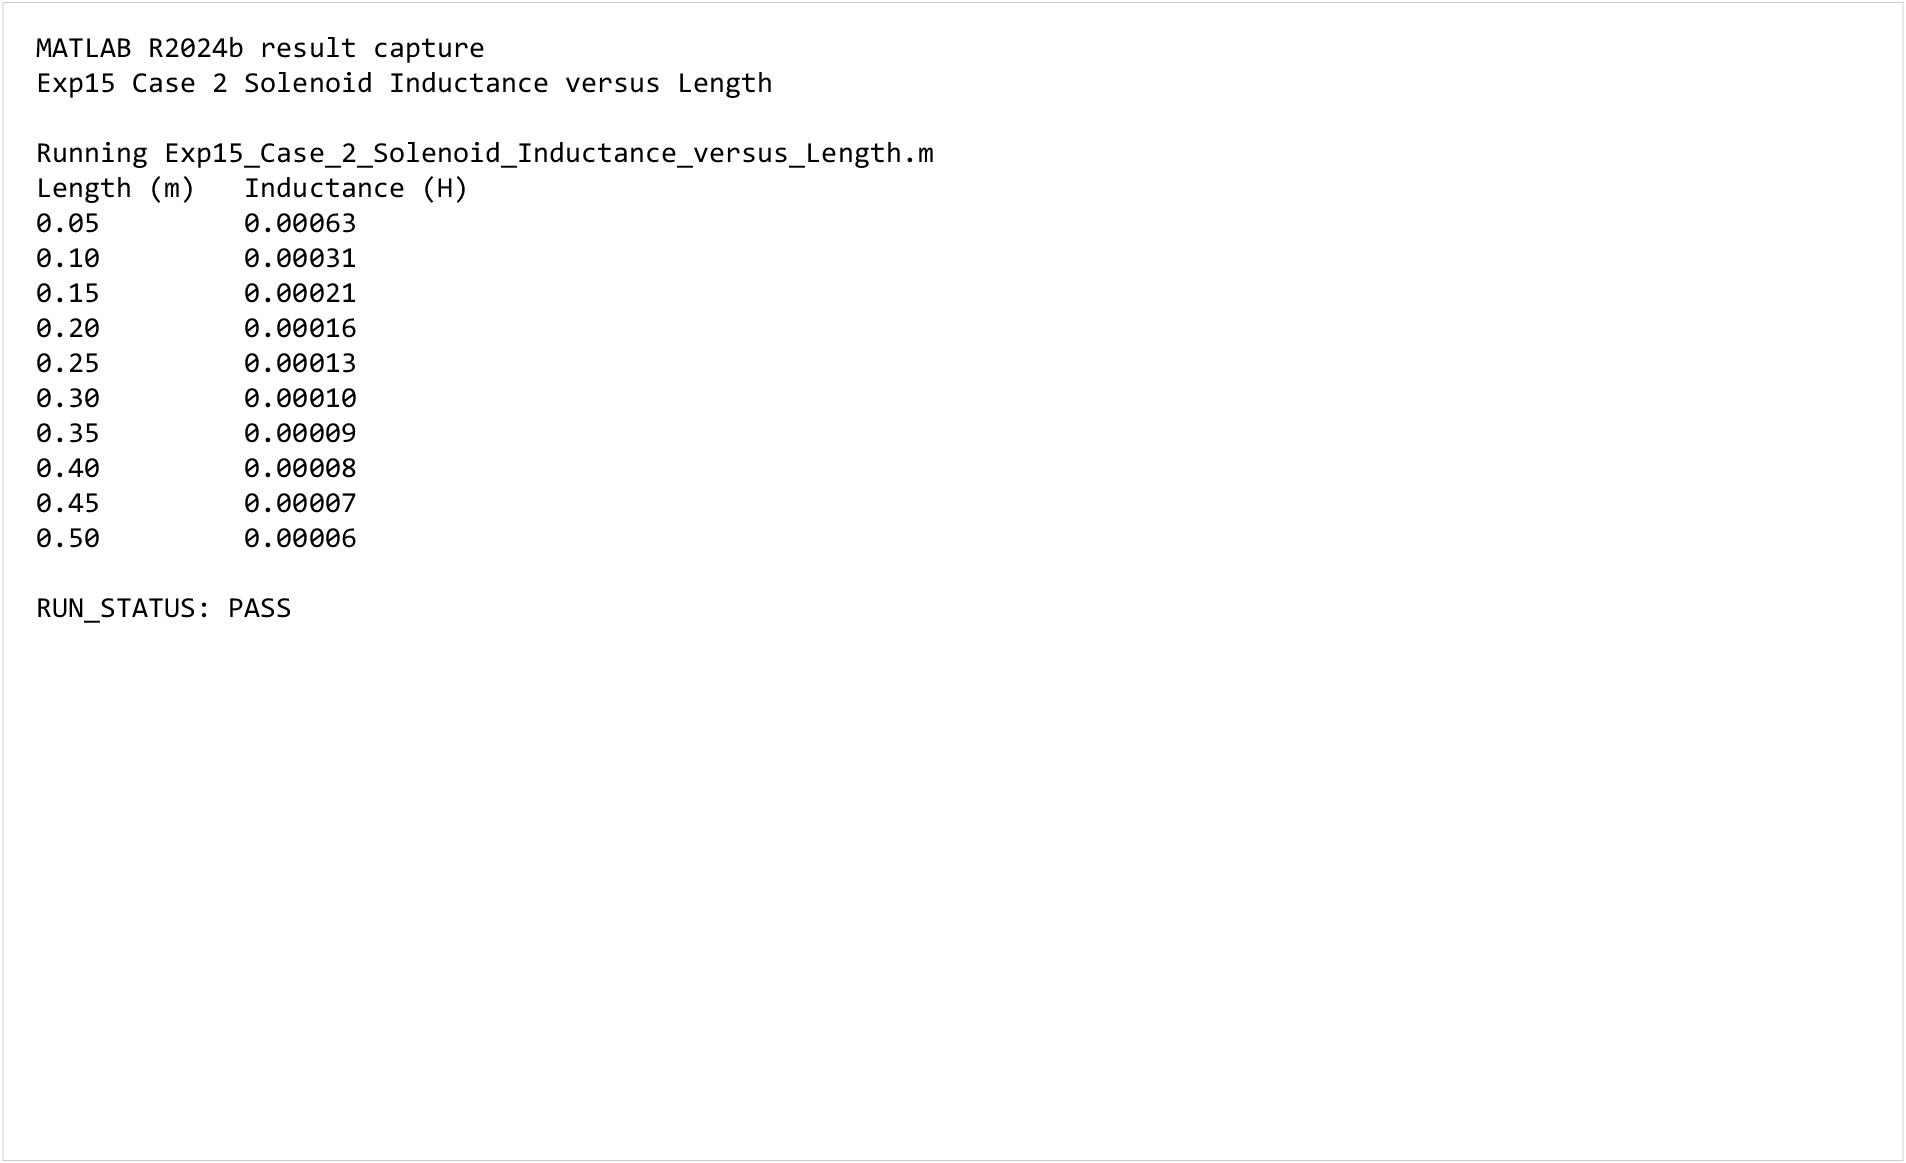 MATLAB R2024b result capture
Exp15 Case 2 Solenoid Inductance versus Length
Running Exp15_Case_2_Solenoid_Inductance_versus_Length.m
Length (m)   Inductance (H)
0.05         0.00063
0.10         0.00031
0.15         0.00021
0.20         0.00016
0.25         0.00013
0.30         0.00010
0.35         0.00009
0.40         0.00008
0.45         0.00007
0.50         0.00006
RUN_STATUS: PASS